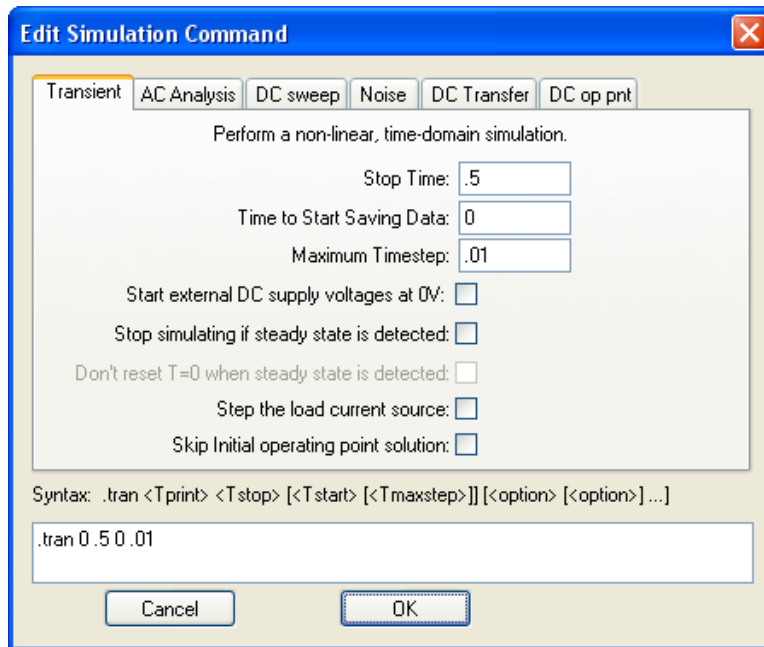 Edit Simulation Command
Transient AC Analysis DC sweep Noise DC Transfer DC op pnt
Perform a non-linear, time-domain simulation.
Stop Time: .5
Time to Start Saving Data: 0
Maximum Timestep: .01
Start external DC supply voltages at 0V:
Stop simulating if steady state is detected:
Don't reset T=0 when steady state is detected:
Step the load current source:
Skip Initial operating point solution:
Syntax: .tran <Tprint> <Tstop> [<Tstart> [<Tmaxstep>]] [<option> [<option>] ...]
.tran 0 .5 0 .01
Cancel OK